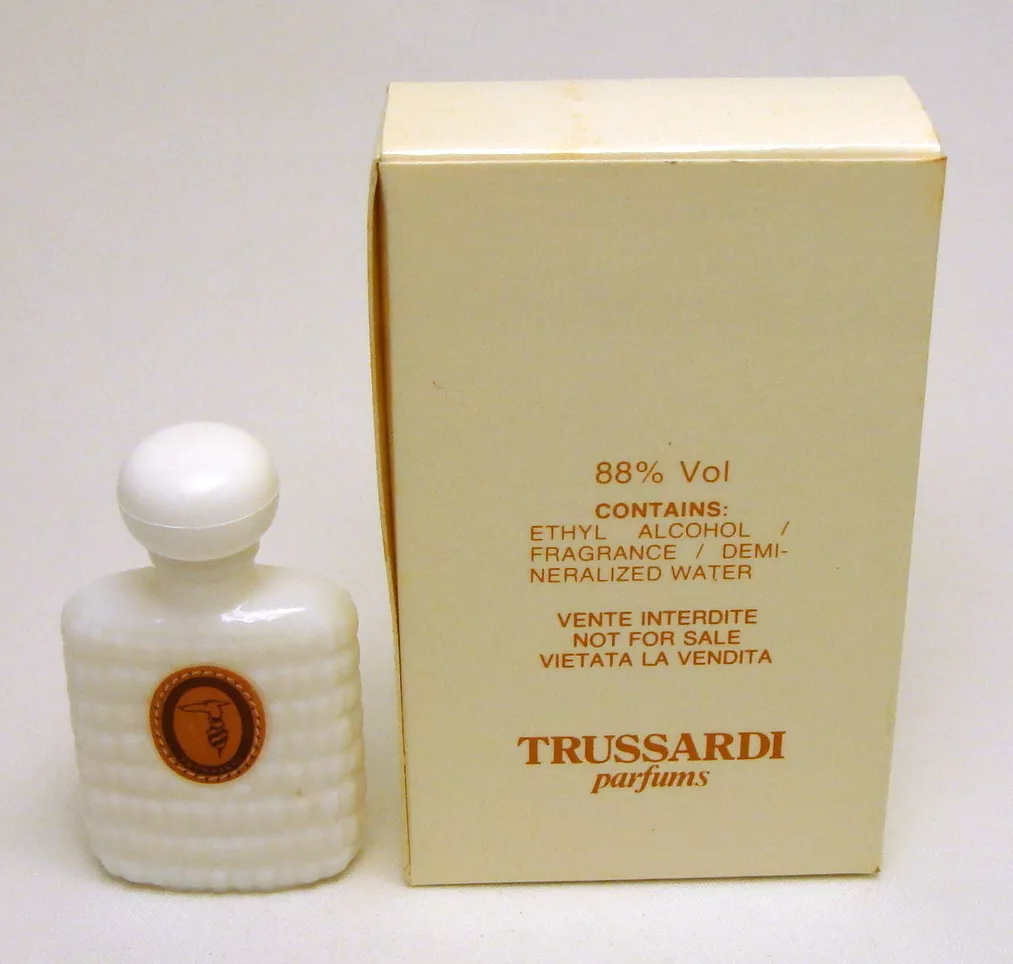 88% Vol
CONTAINS:
ETHYL ALCOHOL /
FRAGRANCE / DEMI-
NERALIZED WATER
VENTE INTERDITE
NOT FOR SALE
VIETATA LA VENDITA
TRUSSARDI
parfums